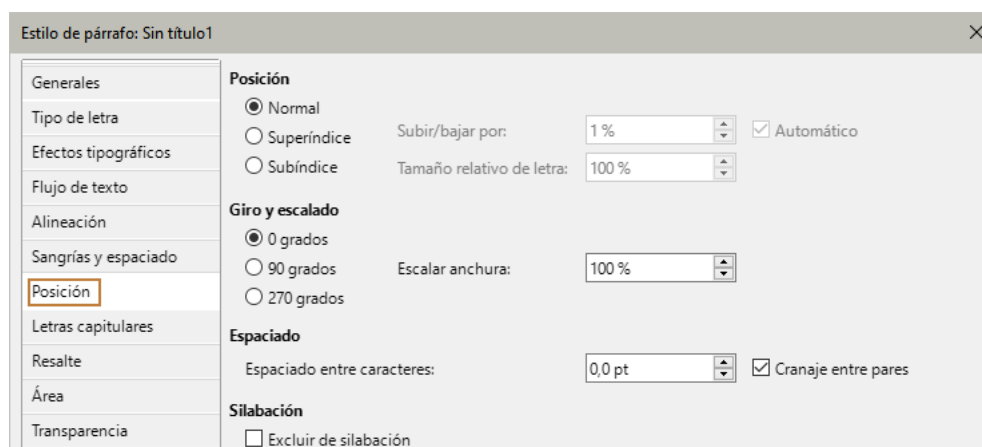 Estilo de párrafo: Sin título1
Generales
Tipo de letra
Efectos tipográficos
Flujo de texto
Alineación
Sangrías y espaciado
Posición
Letras capitulares
Resalte
Área
Transparencia
Posición
Normal
Superíndice
Subir/bajar por: 1 % Automático
Subíndice
Tamaño relativo de letra: 100 %
Giro y escalado
0 grados
90 grados
Escalar anchura: 100 %
270 grados
Espaciado
Espaciado entre caracteres: 0,0 pt Cranaje entre pares
Silabación
Excluir de silabación